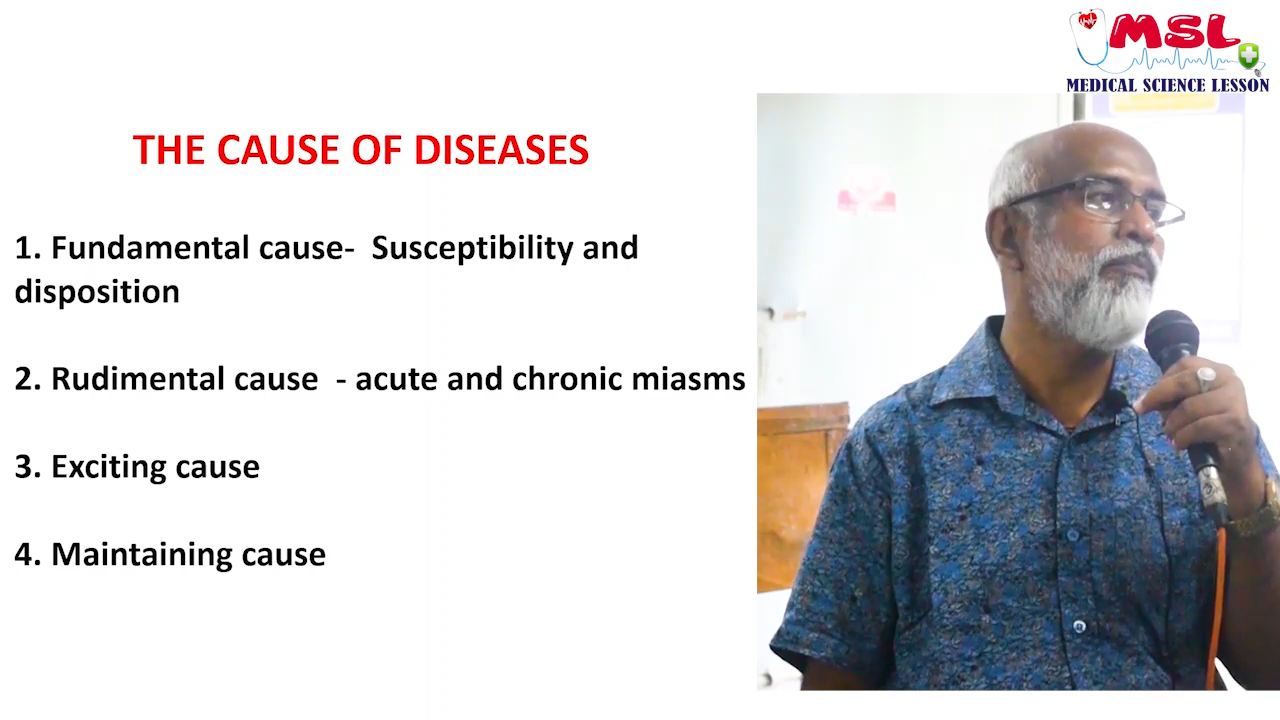 MSL
MEDICAL SCIENCE LESSON
THE CAUSE OF DISEASES
1. Fundamental cause-  Susceptibility and
disposition
2. Rudimental cause  - acute and chronic miasms
3. Exciting cause
4. Maintaining cause